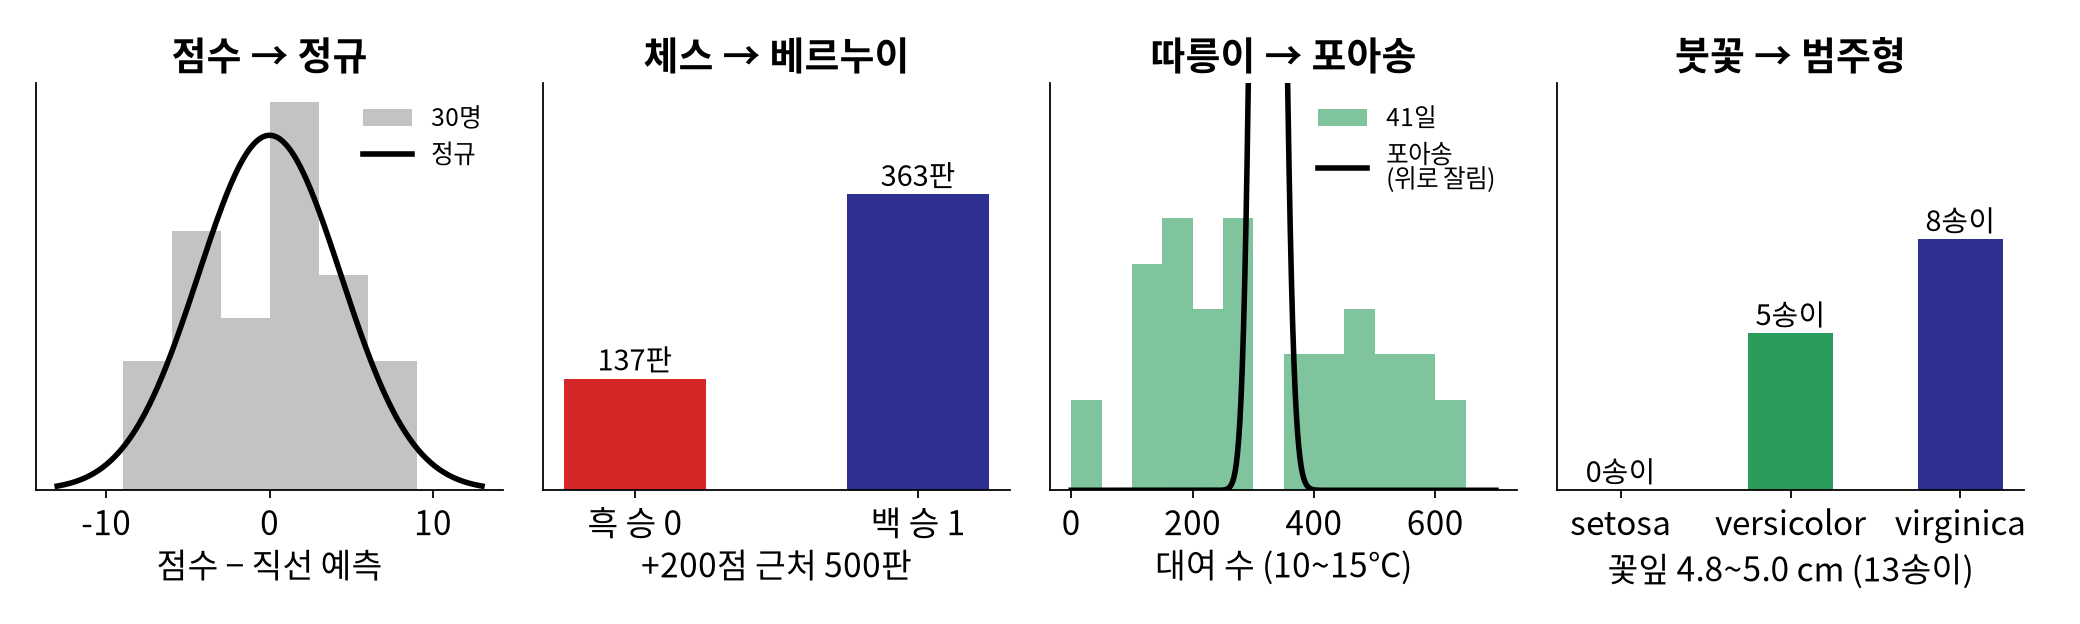 점수 → 정규
30명
정규
-10 0 10
점수 − 직선 예측
체스 → 베르누이
137판
363판
흑 승 0 백 승 1
+200점 근처 500판
따릉이 → 포아송
41일
포아송
(위로 잘림)
0 200 400 600
대여 수 (10~15°C)
붓꽃 → 범주형
0송이
5송이
8송이
setosa versicolor virginica
꽃잎 4.8~5.0 cm (13송이)